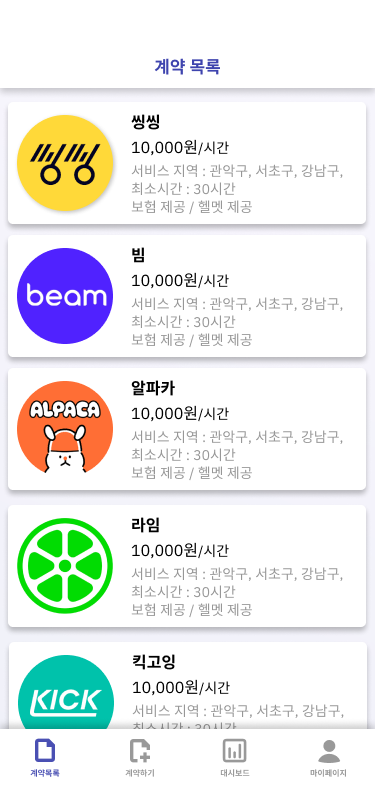 계약 목록
씽씽
10,000원/시간
서비스 지역 : 관악구, 서초구, 강남구,
최소시간 : 30시간
보험 제공 / 헬멧 제공
beam
빔
10,000원/시간
서비스 지역 : 관악구, 서초구, 강남구,
최소시간 : 30시간
보험 제공 / 헬멧 제공
ALPACA
알파카
10,000원/시간
서비스 지역 : 관악구, 서초구, 강남구,
최소시간 : 30시간
보험 제공 / 헬멧 제공
라임
10,000원/시간
서비스 지역 : 관악구, 서초구, 강남구,
최소시간 : 30시간
보험 제공 / 헬멧 제공
KICK
킥고잉
10,000원/시간
서비스 지역 : 관악구, 서초구, 강남구,
최소시간 : 30시간
계약목록
계약하기
대시보드
마이페이지